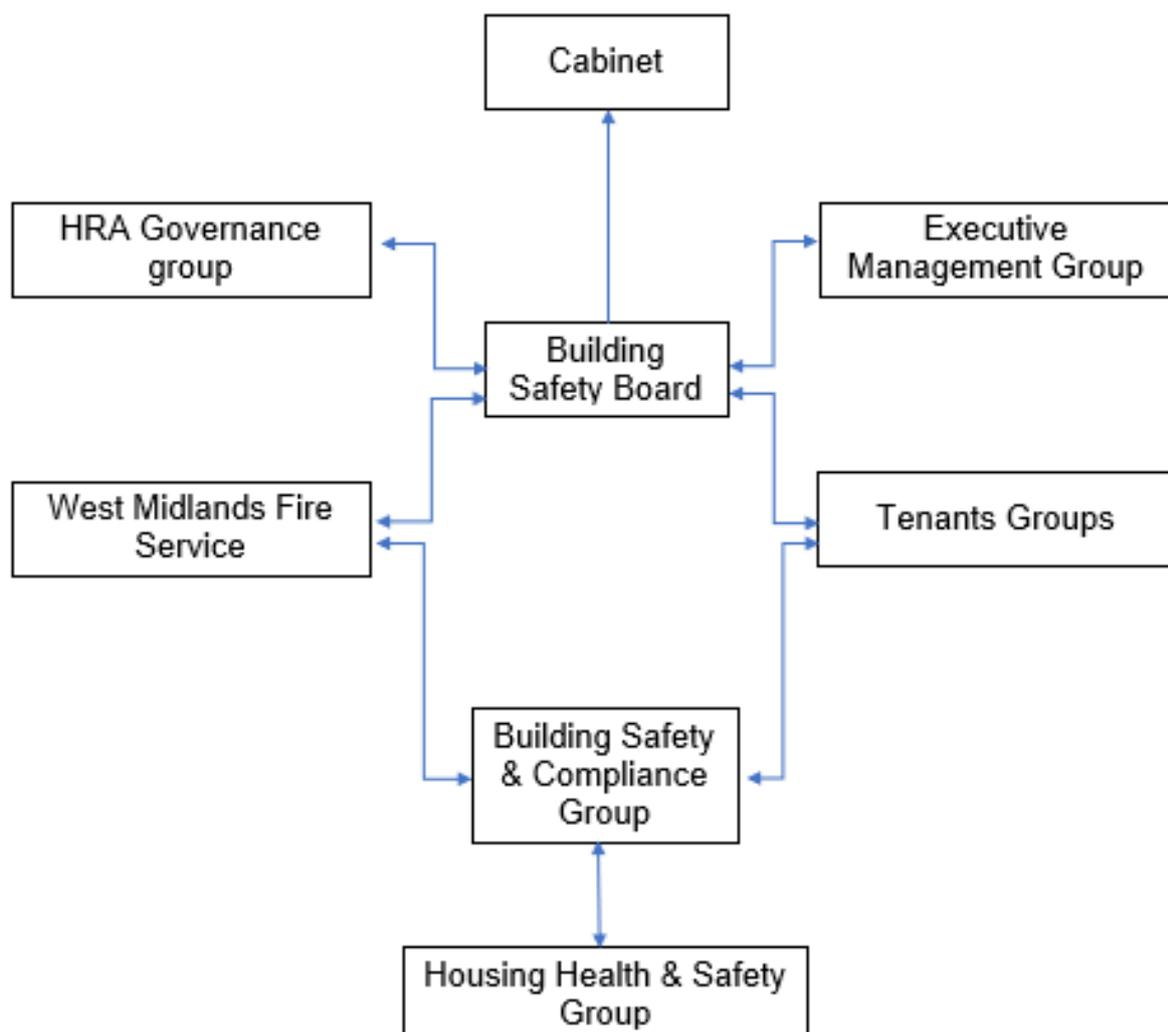 Cabinet
HRA Governance
group
Executive
Management Group
Building
Safety Board
West Midlands Fire
Service
Tenants Groups
Building Safety
& Compliance
Group
Housing Health & Safety
Group